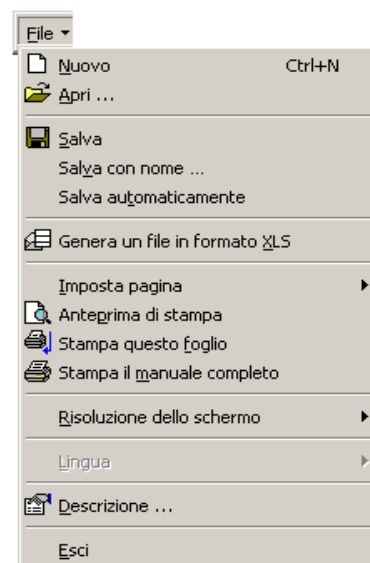 File
Nuovo Ctrl+N
Apri ...
Salva
Salva con nome ...
Salva automaticamente
Genera un file in formato XLS
Imposta pagina
Anteprima di stampa
Stampa questo foglio
Stampa il manuale completo
Risoluzione dello schermo
Lingua
Descrizione ...
Esci